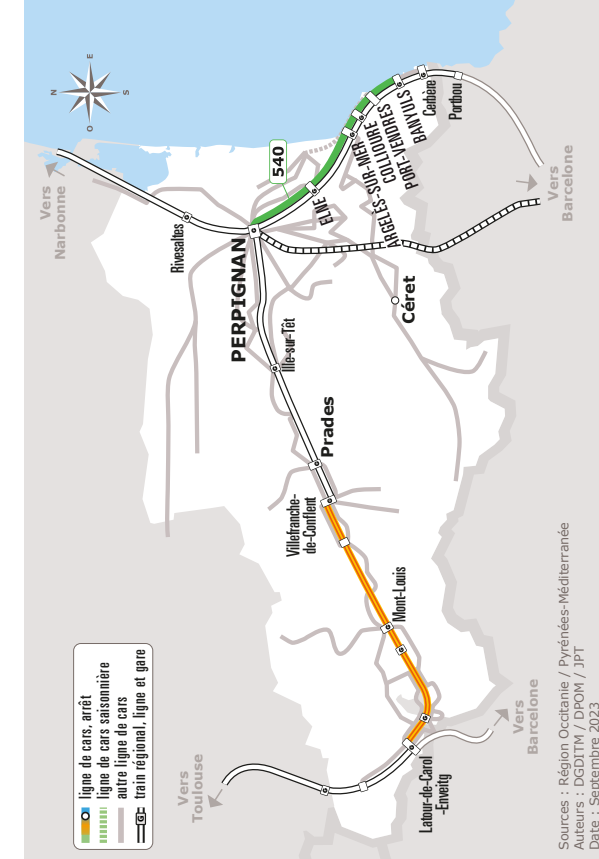 N
E
S
O
Vers
Narbonne
Rivesaltes
PERPIGNAN
540
ELNE
ARGELÈS-SUR-MER
COLLIOURE
PORT-VENDRES
BANYULS
Cerbère
Portbou
Vers
Barcelone
Ille-sur-Têt
Céret
Prades
Villefranche-
de-Conflent
Mont-Louis
Latour-de-Carol
-Enveitg
Vers
Barcelone
Vers
Toulouse
ligne de cars, arrêt
ligne de cars saisonnière
autre ligne de cars
G train régional, ligne et gare
Sources : Région Occitanie / Pyrénées-Méditerranée
Auteurs : DGDITM / DPOM / JPT
Date : Septembre 2023